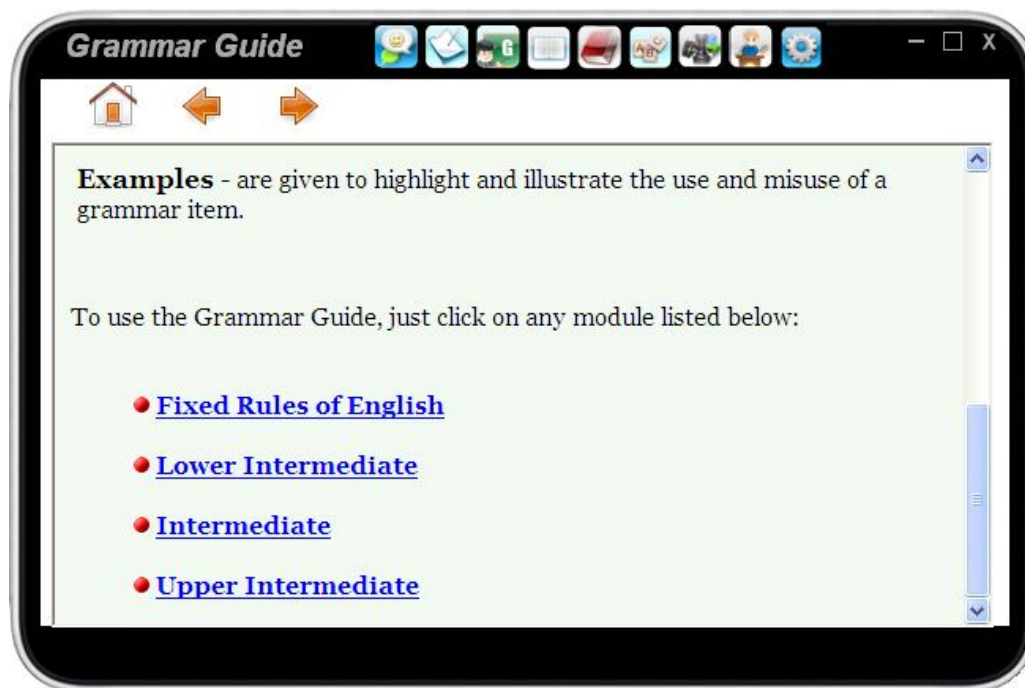 Grammar Guide
G
X
Examples - are given to highlight and illustrate the use and misuse of a
grammar item.
To use the Grammar Guide, just click on any module listed below:
Fixed Rules of English
Lower Intermediate
Intermediate
Upper Intermediate